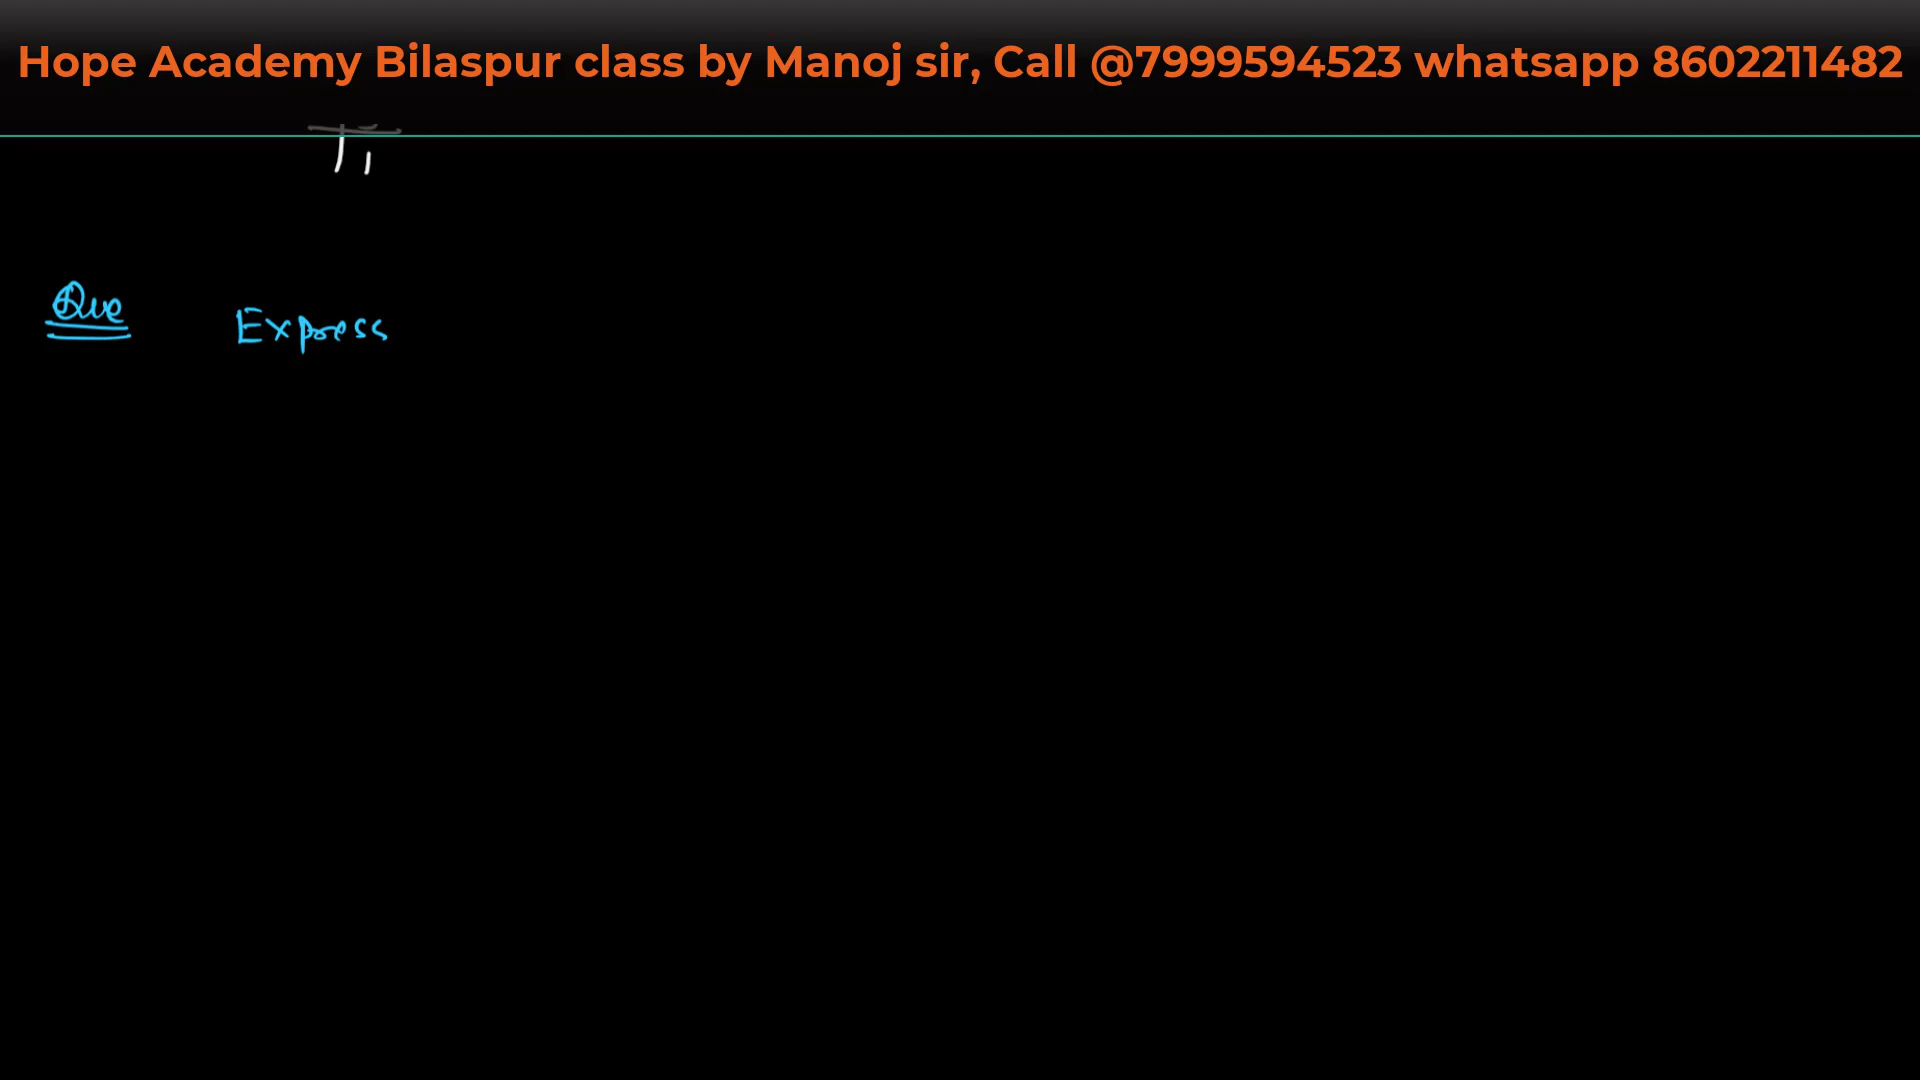 Hope Academy Bilaspur class by Manoj sir, Call @7999594523 whatsapp 8602211482
Que Express